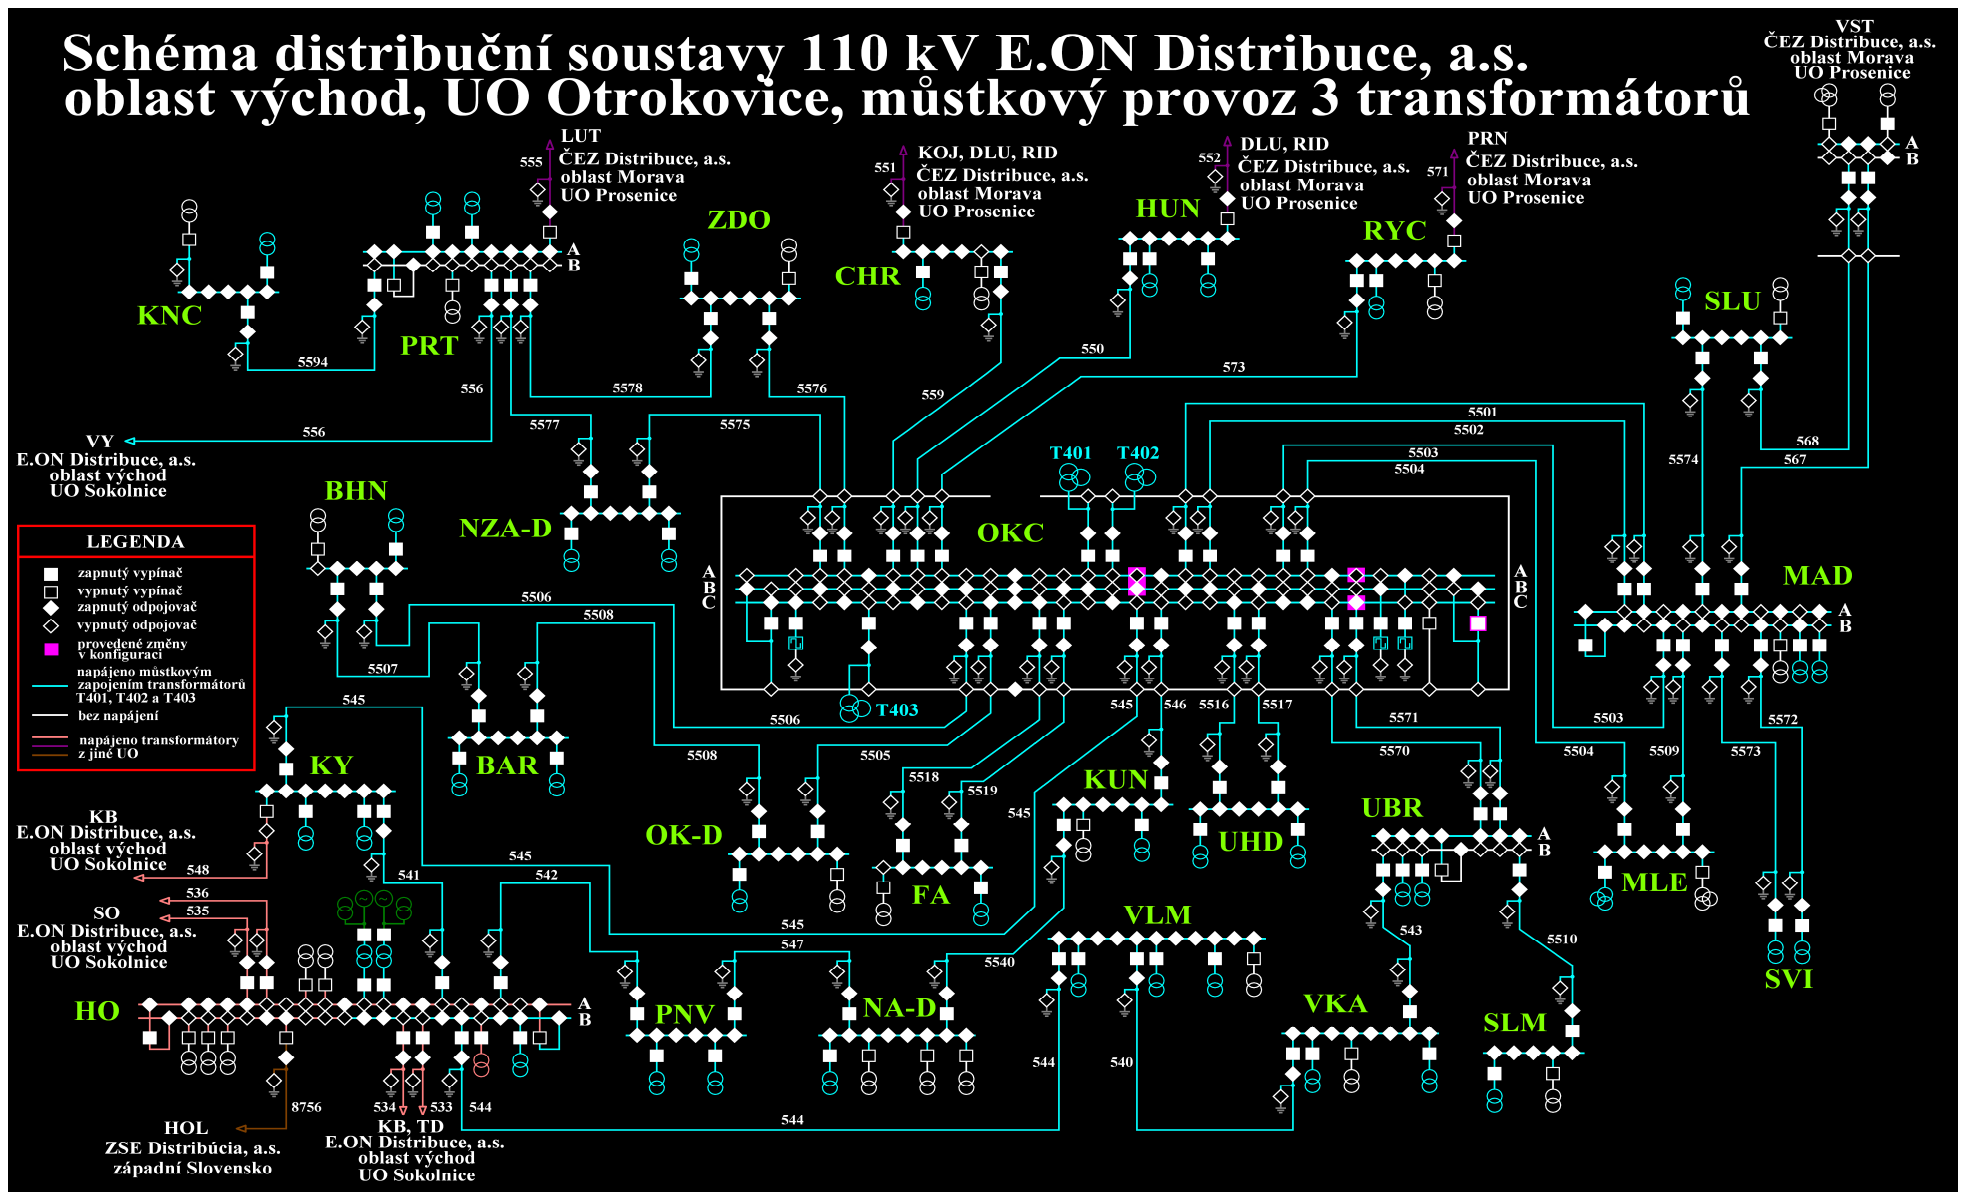 Schéma distribuční soustavy 110 kV E.ON Distribuce, a.s.
oblast východ, UO Otrokovice, můstkový provoz 3 transformátorů
VST
ČEZ Distribuce, a.s.
oblast Morava
UO Prosenice
A
B
LUT
ČEZ Distribuce, a.s.
oblast Morava
UO Prosenice
555
KOJ, DLU, RID
ČEZ Distribuce, a.s.
oblast Morava
UO Prosenice
551
DLU, RID
ČEZ Distribuce, a.s.
oblast Morava
UO Prosenice
552
PRN
ČEZ Distribuce, a.s.
oblast Morava
UO Prosenice
571
KNC
PRT
A
B
ZDO
CHR
HUN
RYC
SLU
5594
556
5578
5576
559
550
573
5577
5575
5501
5502
5503
5504
5574
568
567
VY
E.ON Distribuce, a.s.
oblast východ
UO Sokolnice
556
BHN
NZA-D
T401
T402
OKC
A
B
C
A
B
C
MAD
A
B
LEGENDA
zapnutý vypínač
vypnutý vypínač
zapnutý odpojovač
vypnutý odpojovač
provedené změny
v konfiguraci
napájeno můstkovým
zapojením transformátorů
T401, T402 a T403
bez napájení
napájeno transformátory
z jiné UO
5506
5508
5507
545
5506
T403
545
546
5516
5517
5571
5570
5503
5504
5509
5573
5572
5508
5505
5518
5519
KY
BAR
OK-D
FA
KUN
UHD
UBR
A
B
MLE
SVI
545
KB
E.ON Distribuce, a.s.
oblast východ
UO Sokolnice
548
536
535
SO
E.ON Distribuce, a.s.
oblast východ
UO Sokolnice
545
541
542
545
547
5540
VLM
543
5510
HO
A
B
PNV
NA-D
VKA
SLM
544
540
534
533
544
8756
544
HOL
ZSE Distribúcia, a.s.
západní Slovensko
KB, TD
E.ON Distribuce, a.s.
oblast východ
UO Sokolnice